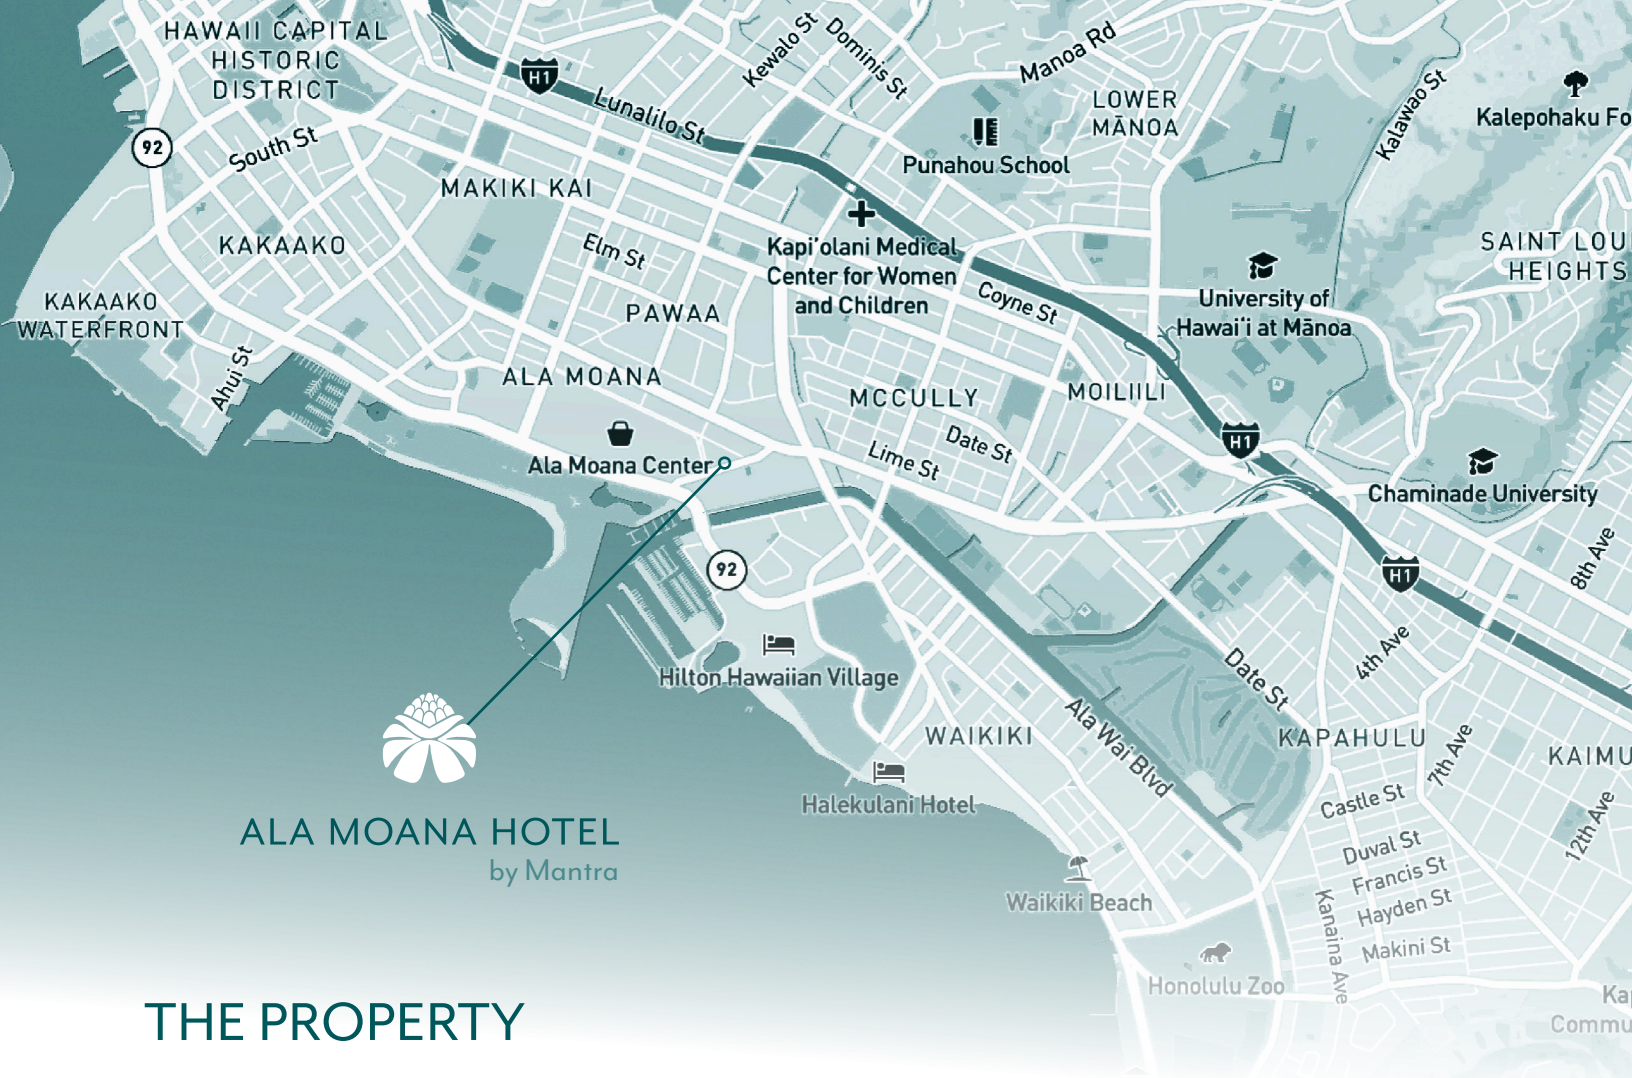 HAWAII CAPITAL
HISTORIC
DISTRICT
H1
Kewalo St
Dominis St
Manoa Rd
LOWER
MĀNOA
Kalawao St
Kalepohaku Fo
Lunalilo St
92
South St
Punahou School
MAKIKI KAI
KAKAAKO
Elm St
Kapi'olani Medical
Center for Women
and Children
SAINT LOU
HEIGHTS
University of
Hawai'i at Mānoa
Coyne St
KAKAAKO
WATERFRONT
PAWAA
Ahui St
ALA MOANA
MCCULLY
MOILIILI
H1
Date St
Lime St
Ala Moana Center
Chaminade University
8th Ave
92
H1
4th Ave
Date St
Hilton Hawaiian Village
Ala Wai Blvd
WAIKIKI
KAPAHULU
7th Ave
KAIMU
Halekulani Hotel
Castle St
12th Ave
ALA MOANA HOTEL
by Mantra
Duval St
Francis St
Hayden St
Kanaina Ave
Makini St
Waikiki Beach
Honolulu Zoo
Kap
Commu
THE PROPERTY